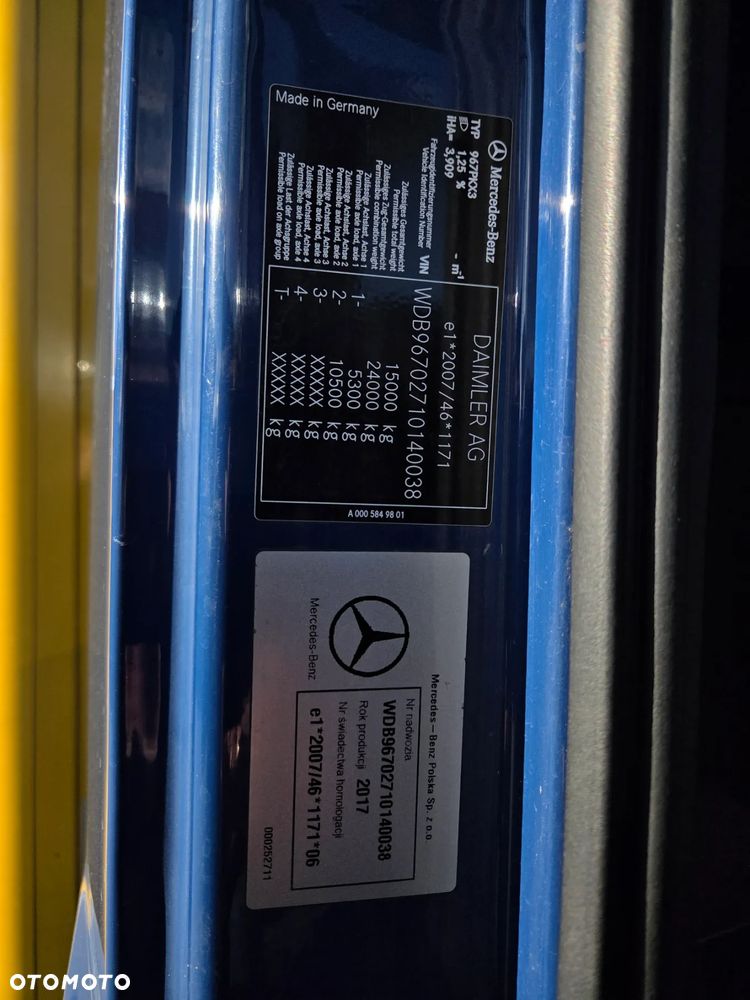 Mercedes-Benz
TYP 967PKX3
1,25 % - m¹
iHA= 3,909
DAIMLER AG
e1*2007/46*1171
Fahrzeugidentifizierungsnummer
Vehicle Identification Number VIN WDB96702710140038
Zulässiges Gesamtgewicht
Permissible total weight 15000 kg
Zulässiges Zug-Gesamtgewicht
Permissible combination weight 24000 kg
Zulässige Achslast, Achse 1
Permissible axle load, axle 1 1- 5300 kg
Zulässige Achslast, Achse 2
Permissible axle load, axle 2 2- 10500 kg
Zulässige Achslast, Achse 3
Permissible axle load, axle 3 3- XXXXX kg
Zulässige Achslast, Achse 4
Permissible axle load, axle 4 4- XXXXX kg
Zulässige Last der Achsgruppe
Permissible load on axle group T- XXXXX kg
Made in Germany
A 000 584 98 01
Mercedes – Benz Polska Sp. z o.o
Mercedes-Benz
Nr nadwozia
WDB96702710140038
Rok produkcji 2017
Nr świadectwa homologacji
e1*2007/46*1171*06
000252711
OTOMOTO